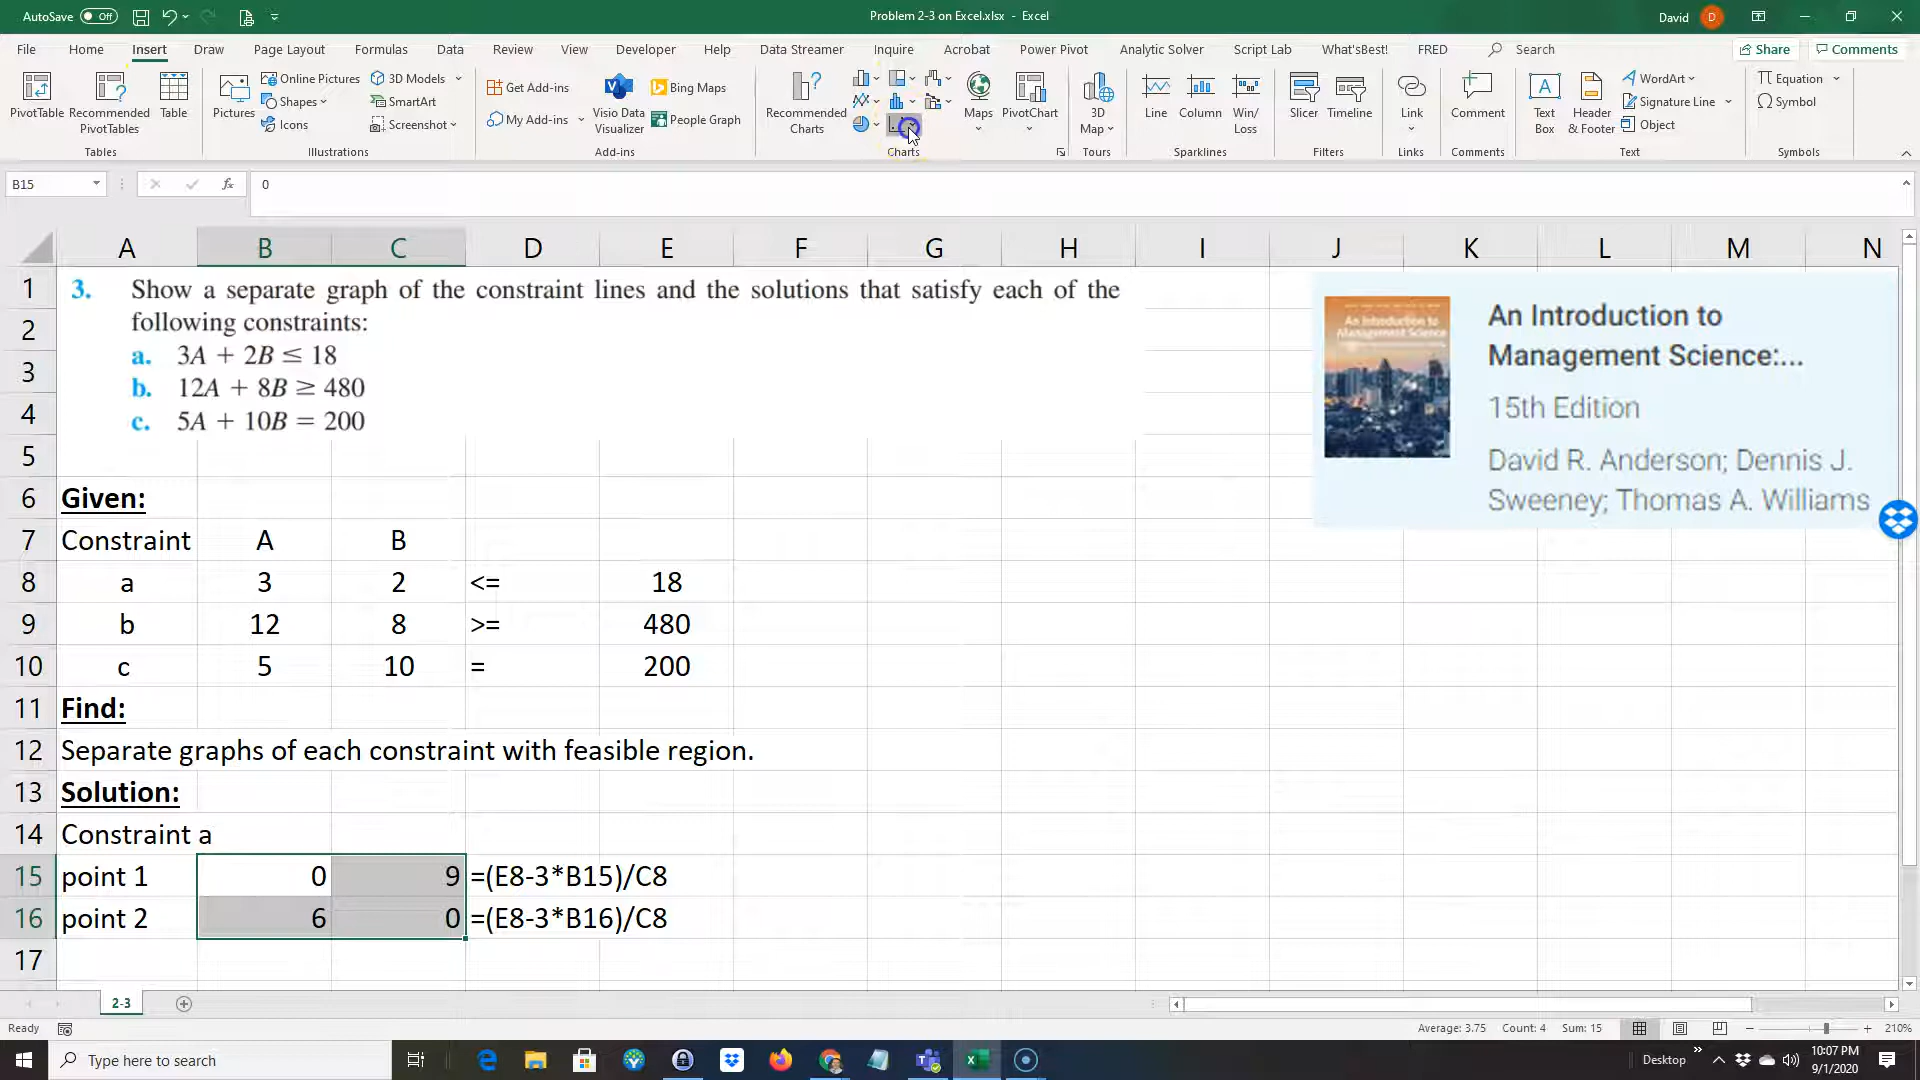 AutoSave Off
Problem 2-3 on Excel.xlsx - Excel
David D
File Home Insert Draw Page Layout Formulas Data Review View Developer Help Data Streamer Inquire Acrobat Power Pivot Analytic Solver Script Lab What'sBest! FRED Search Share Comments
PivotTable
Recommended PivotTables
Table
Tables
Pictures
Online Pictures
Shapes
Icons
3D Models
SmartArt
Screenshot
Illustrations
Get Add-ins
My Add-ins
Visio Data Visualizer
Bing Maps
People Graph
Add-ins
Recommended Charts
Maps
PivotChart
Charts
3D Map
Tours
Line
Column
Win/ Loss
Sparklines
Slicer
Timeline
Filters
Link
Links
Comment
Comments
Text Box
Header & Footer
WordArt
Signature Line
Object
Text
Equation
Symbol
Symbols
B15 fx 0
A B C D E F G H I J K L M N
1 3. Show a separate graph of the constraint lines and the solutions that satisfy each of the
2 following constraints:
a. 3A + 2B ≤ 18
3 b. 12A + 8B ≥ 480
4 c. 5A + 10B = 200
An Introduction to Management Science
An Introduction to
Management Science:...
15th Edition
David R. Anderson; Dennis J.
Sweeney; Thomas A. Williams
5
6 Given:
7 Constraint A B
8 a 3 2 <= 18
9 b 12 8 >= 480
10 c 5 10 = 200
11 Find:
12 Separate graphs of each constraint with feasible region.
13 Solution:
14 Constraint a
15 point 1 0 9 =(E8-3*B15)/C8
16 point 2 6 0 =(E8-3*B16)/C8
17
2-3
Ready Average: 3.75 Count: 4 Sum: 15 210%
Type here to search
Desktop
10:07 PM
9/1/2020